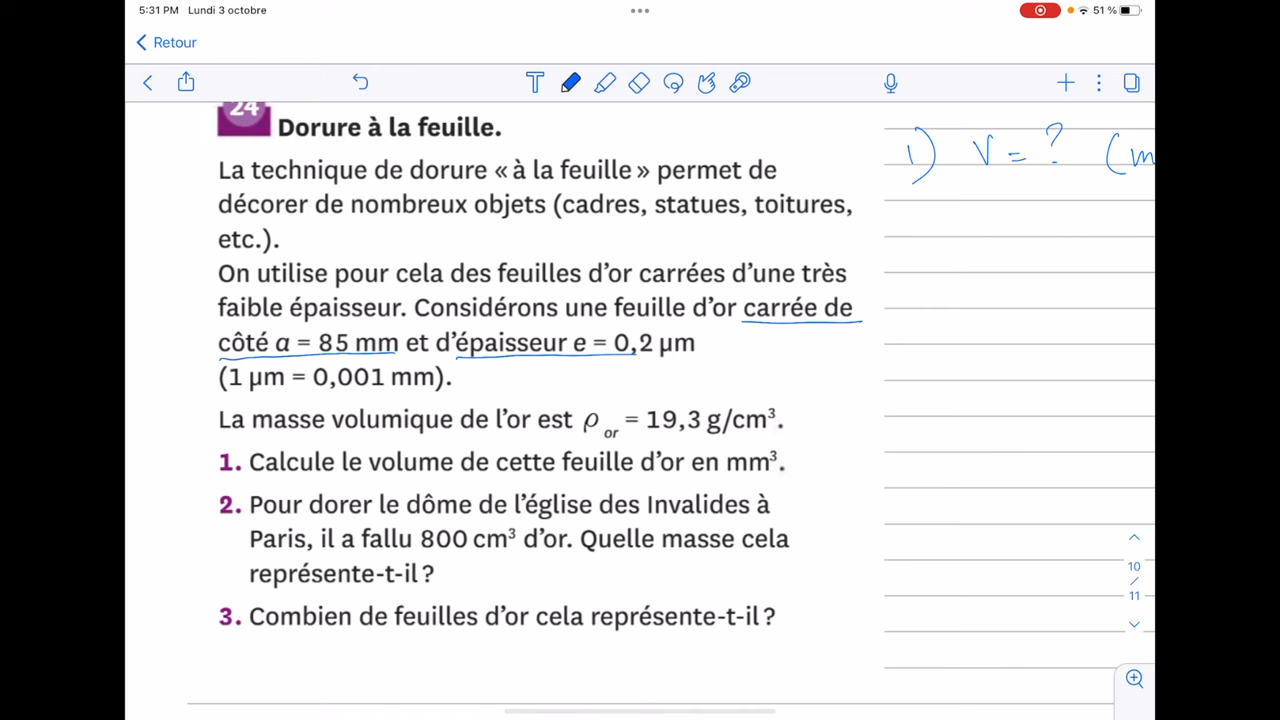 5:31 PM Lundi 3 octobre
51 %
Retour
24 Dorure à la feuille.
La technique de dorure « à la feuille » permet de
décorer de nombreux objets (cadres, statues, toitures,
etc.).
On utilise pour cela des feuilles d'or carrées d'une très
faible épaisseur. Considérons une feuille d'or carrée de
côté a = 85 mm et d'épaisseur e = 0,2 µm
(1 µm = 0,001 mm).
La masse volumique de l'or est ρ or = 19,3 g/cm³.
1. Calcule le volume de cette feuille d'or en mm³.
2. Pour dorer le dôme de l'église des Invalides à
Paris, il a fallu 800 cm³ d'or. Quelle masse cela
représente-t-il ?
3. Combien de feuilles d'or cela représente-t-il ?
1) V = ? (m
10
/
11